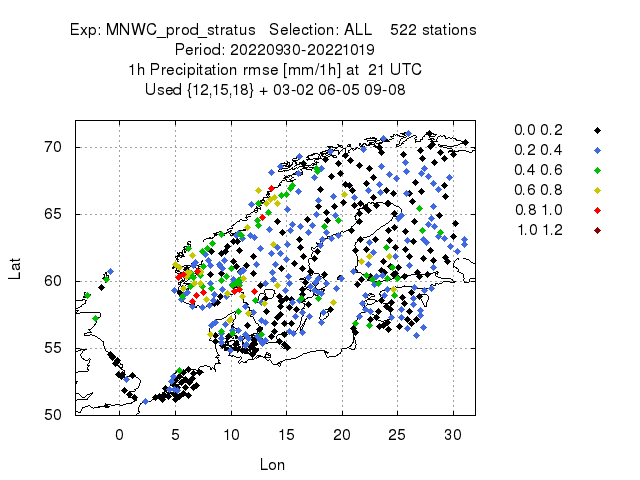 Exp: MNWC_prod_stratus   Selection: ALL    522 stations
Period: 20220930-20221019
1h Precipitation rmse [mm/1h] at  21 UTC
Used {12,15,18} + 03-02 06-05 09-08
0.0 0.2
0.2 0.4
0.4 0.6
0.6 0.8
0.8 1.0
1.0 1.2
70
65
60
55
50
Lat
0 5 10 15 20 25 30
Lon